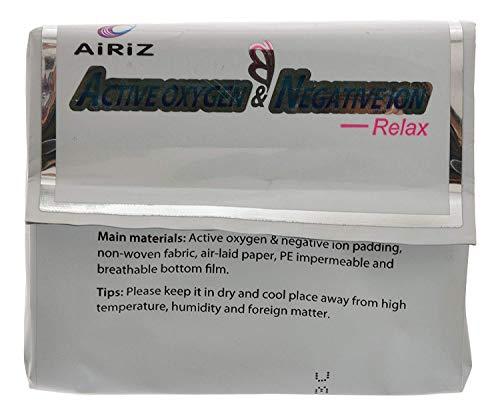 AiRiZ
ACTIVE OXYGEN & NEGATIVE ION
—Relax
Main materials: Active oxygen & negative ion padding,
non-woven fabric, air-laid paper, PE impermeable and
breathable bottom film.
Tips: Please keep it in dry and cool place away from high
temperature, humidity and foreign matter.